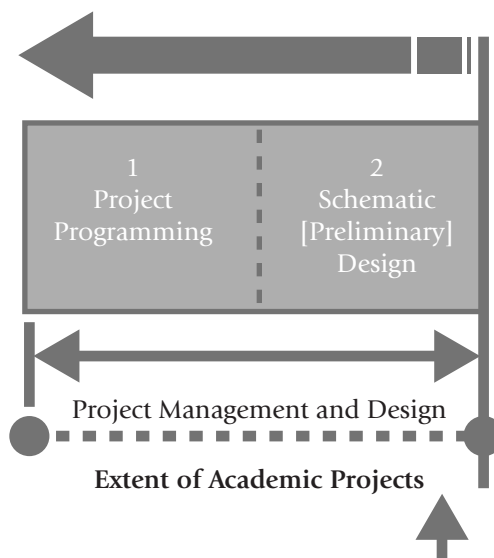 1
Project
Programming
2
Schematic
[Preliminary]
Design
Project Management and Design
Extent of Academic Projects